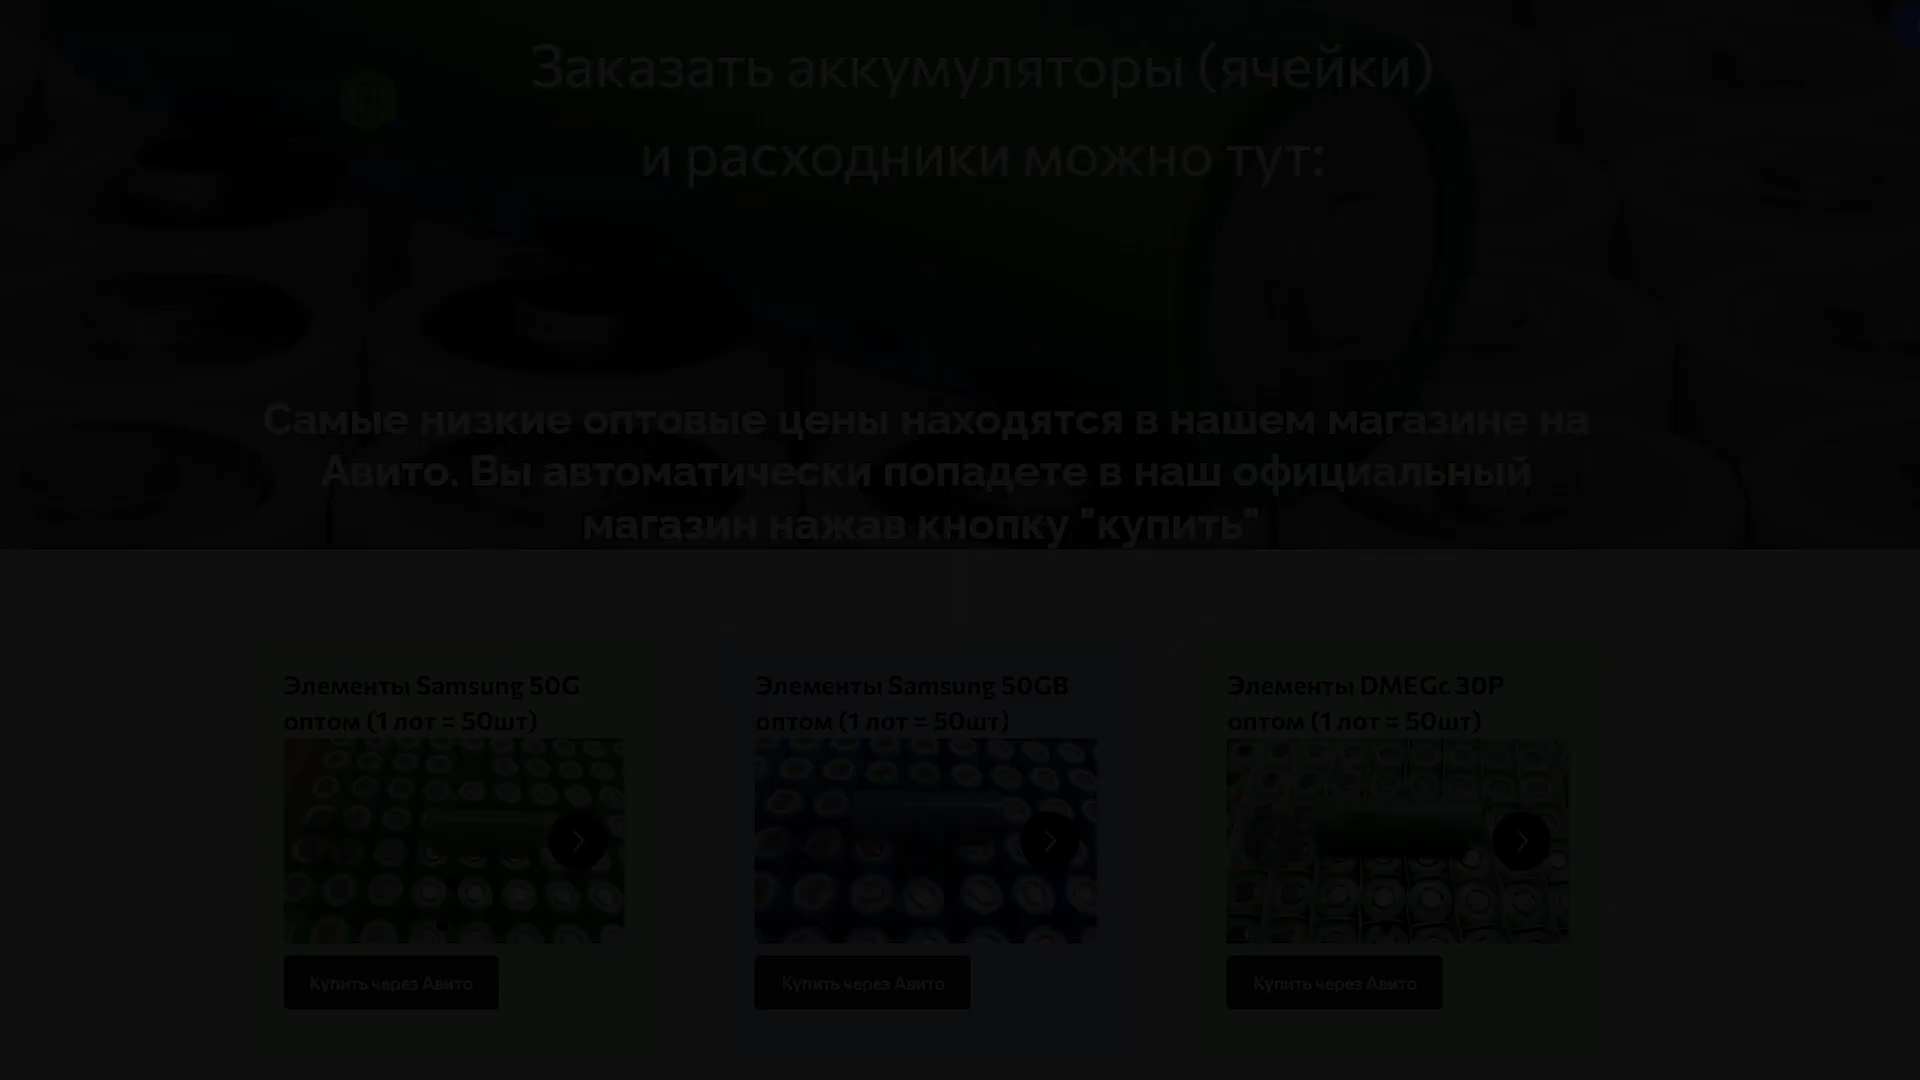 Заказать аккумуляторы (ячейки)
и расходники можно тут:
Самые низкие оптовые цены находятся в нашем магазине на
Авито. Вы автоматически попадете в наш официальный
магазин нажав кнопку "купить"
Элементы Samsung 50G
оптом (1 лот = 50шт)
Купить через Авито
Элементы Samsung 50GB
оптом (1 лот = 50шт)
Купить через Авито
Элементы DMEGc 30P
оптом (1 лот = 50шт)
Купить через Авито